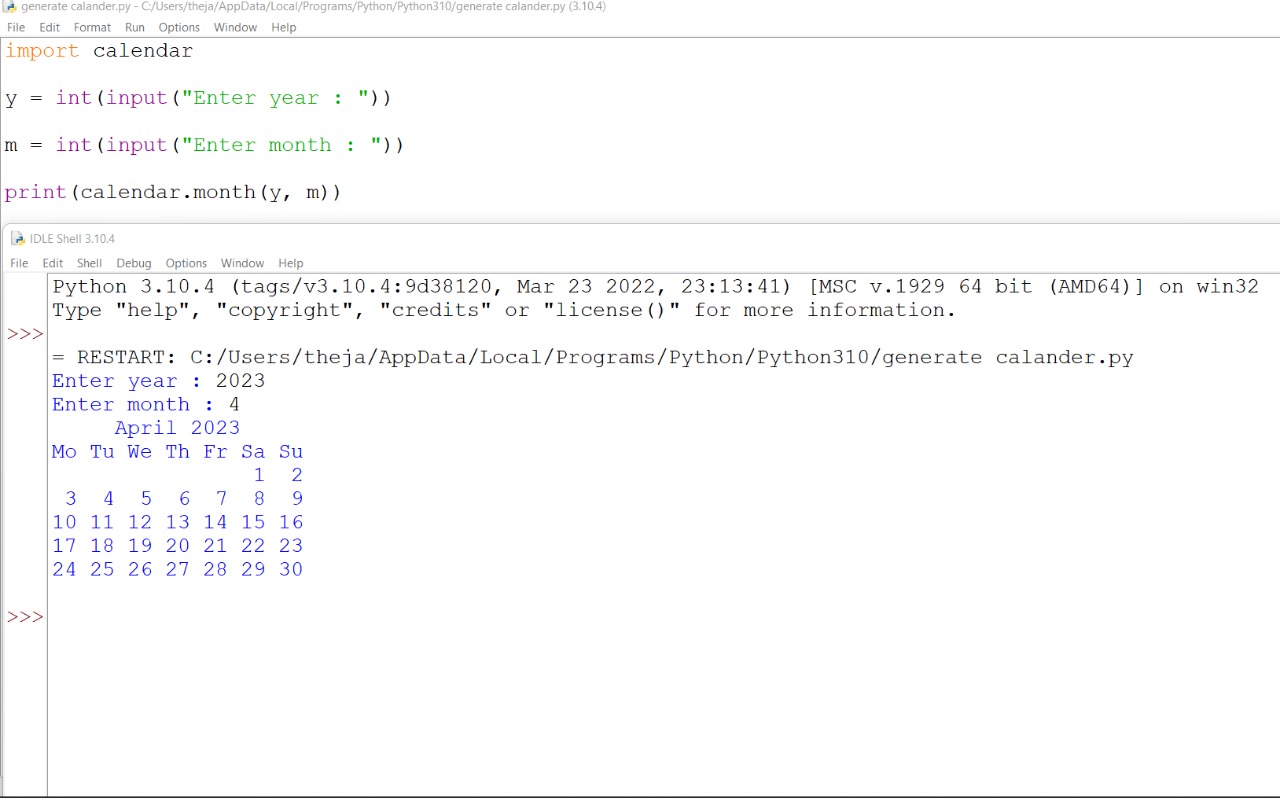 generate calander.py - C:/Users/theja/AppData/Local/Programs/Python/Python310/generate calander.py (3.10.4)
File Edit Format Run Options Window Help
import calendar
y = int(input("Enter year : "))
m = int(input("Enter month : "))
print(calendar.month(y, m))
IDLE Shell 3.10.4
File Edit Shell Debug Options Window Help
Python 3.10.4 (tags/v3.10.4:9d38120, Mar 23 2022, 23:13:41) [MSC v.1929 64 bit (AMD64)] on win32
Type "help", "copyright", "credits" or "license()" for more information.
>>>
= RESTART: C:/Users/theja/AppData/Local/Programs/Python/Python310/generate calander.py
Enter year : 2023
Enter month : 4
     April 2023
Mo Tu We Th Fr Sa Su
                1  2
 3  4  5  6  7  8  9
10 11 12 13 14 15 16
17 18 19 20 21 22 23
24 25 26 27 28 29 30
>>>